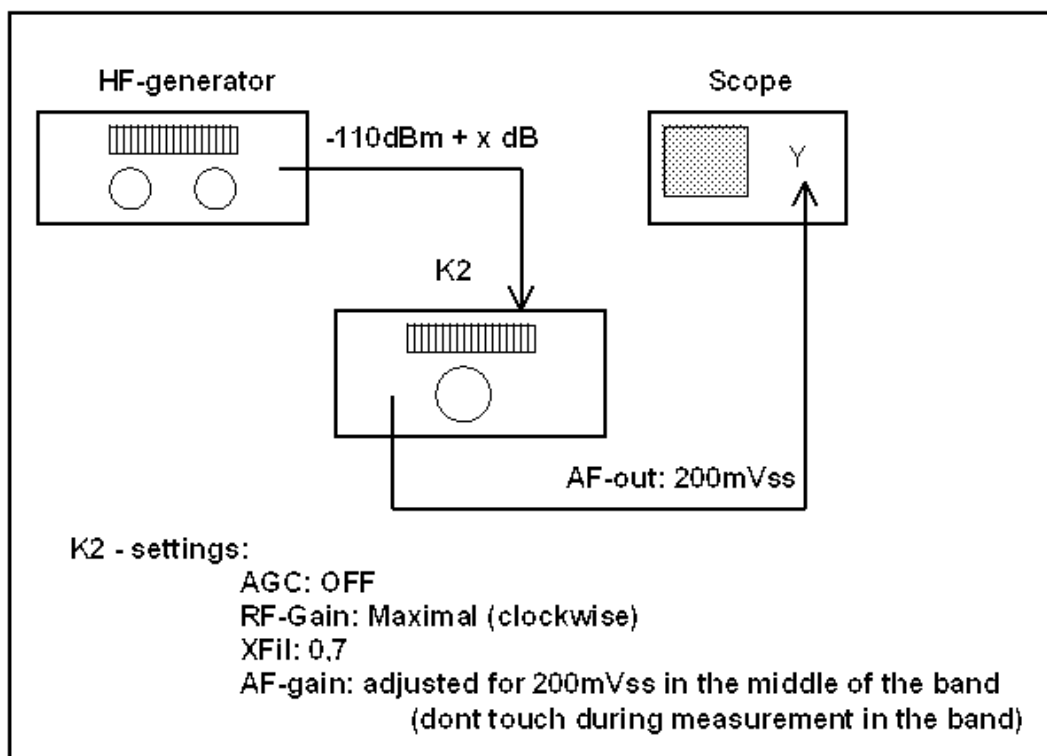 HF-generator
Scope
-110dBm + x dB
Y
K2
AF-out: 200mVss
K2 - settings:
AGC: OFF
RF-Gain: Maximal (clockwise)
XFil: 0,7
AF-gain: adjusted for 200mVss in the middle of the band
(dont touch during measurement in the band)